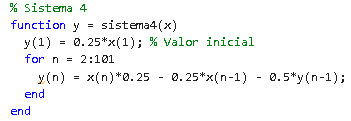 % Sistema 4
function y = sistema4(x)
y(1) = 0.25*x(1); % Valor inicial
for n = 2:101
y(n) = x(n)*0.25 - 0.25*x(n-1) - 0.5*y(n-1);
end
end